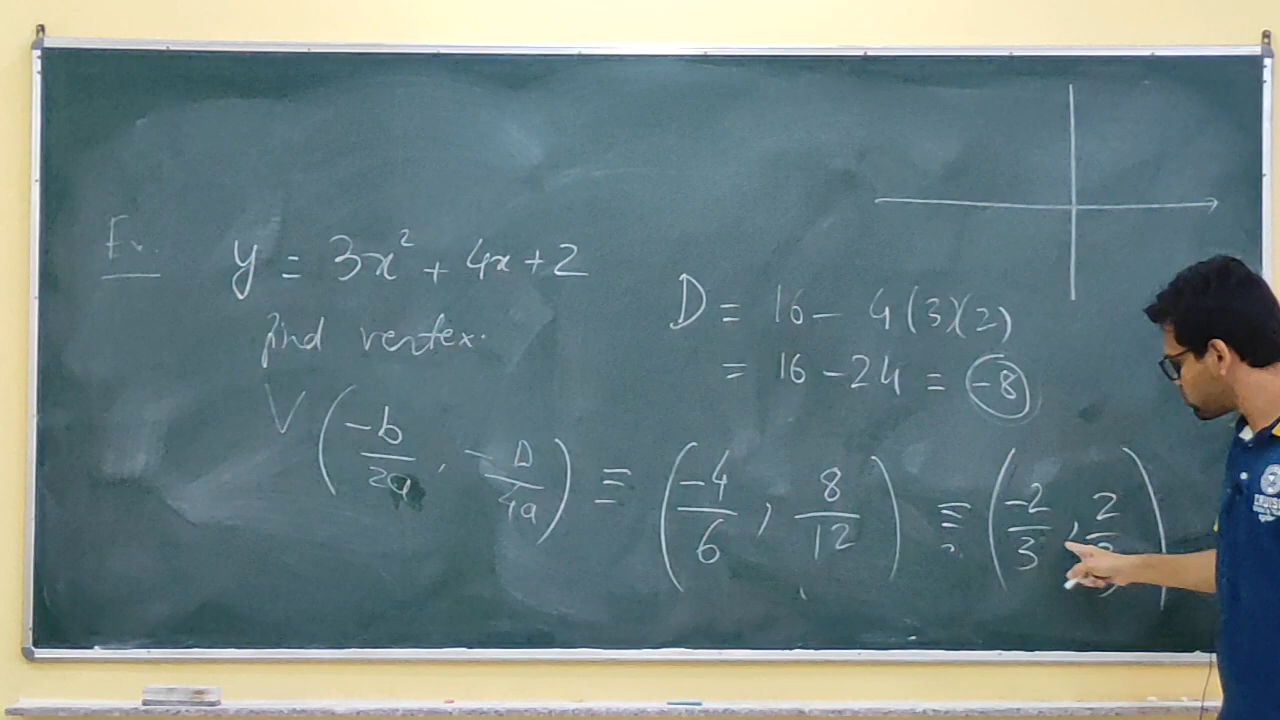 Ex. y = 3x² + 4x + 2
find vertex.
D = 16 - 4(3)(2)
= 16 - 24 = -8
V (-b/2a, -D/4a) ≡ (-4/6, 8/12) ≡ (-2/3, 2/3)